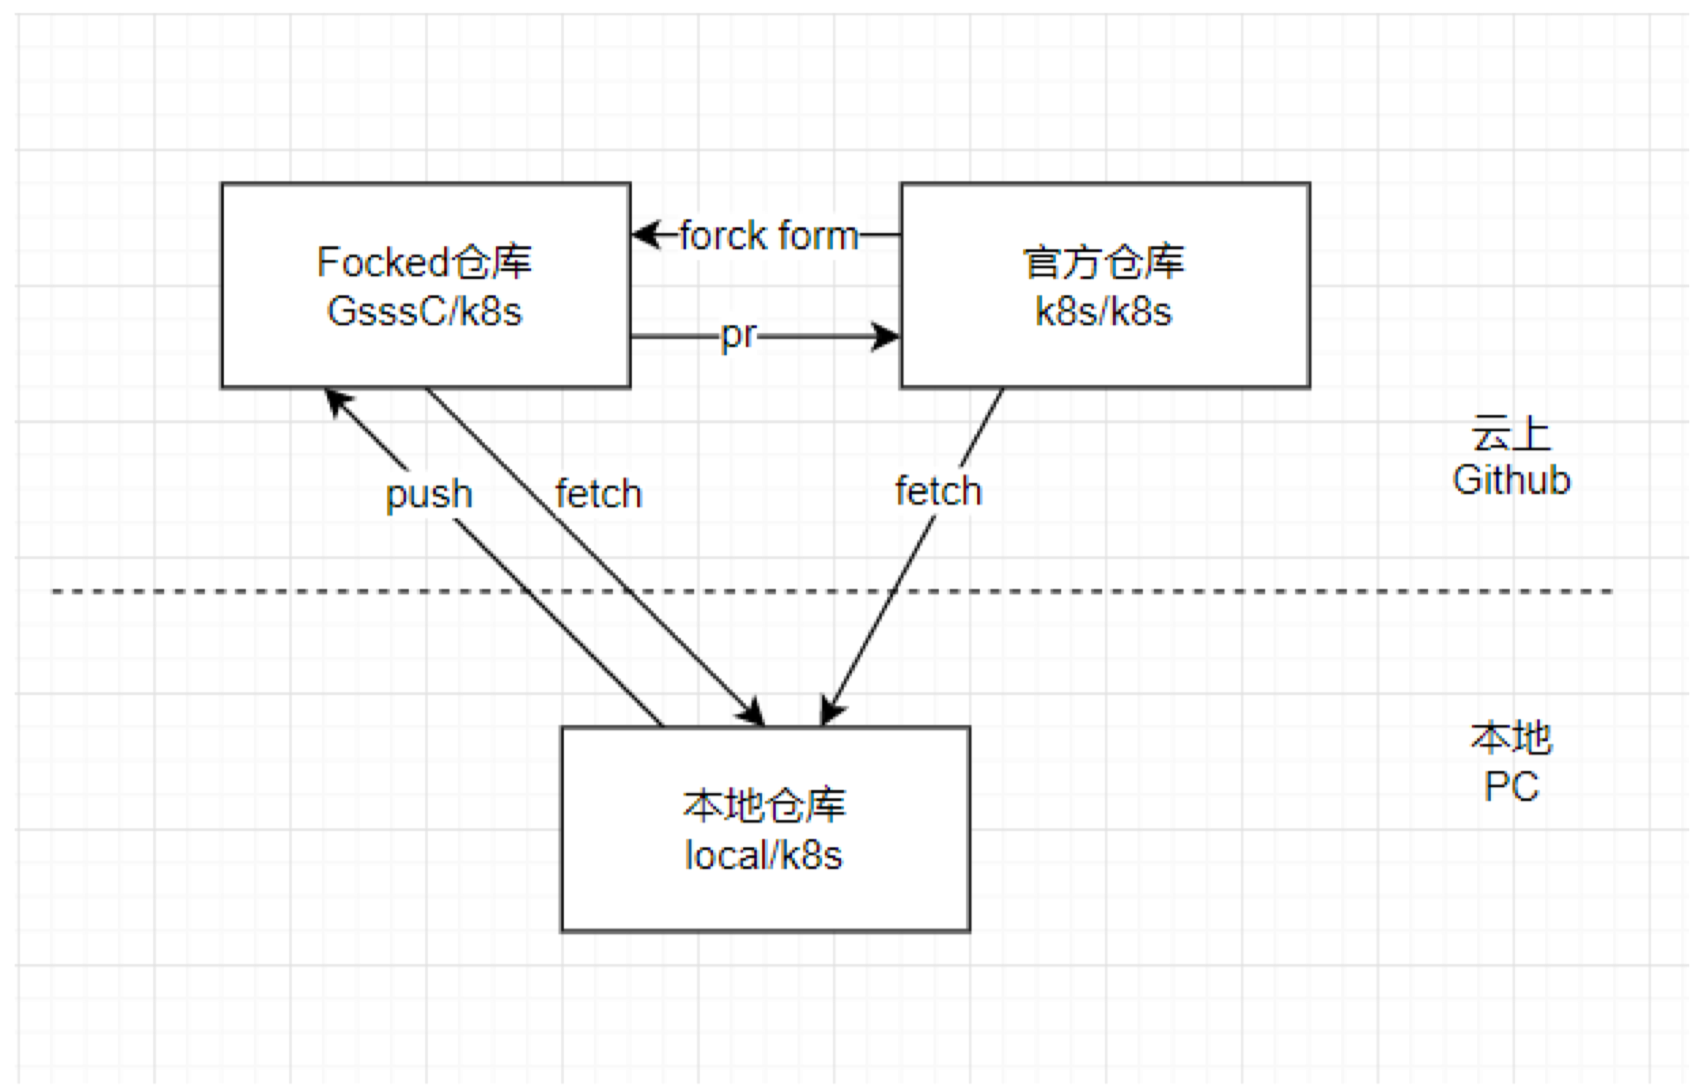 forck form
Focked仓库
GsssC/k8s
官方仓库
k8s/k8s
pr
云上
Github
push
fetch
fetch
本地
PC
本地仓库
local/k8s